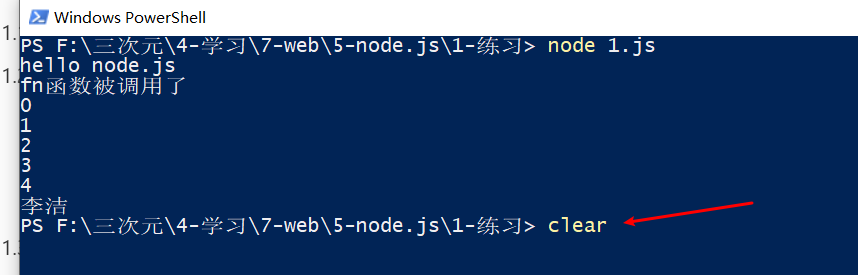 Windows PowerShell
PS F:\三次元\4-学习\7-web\5-node.js\1-练习> node 1.js
hello node.js
fn函数被调用了
0
1
2
3
4
李洁
PS F:\三次元\4-学习\7-web\5-node.js\1-练习> clear